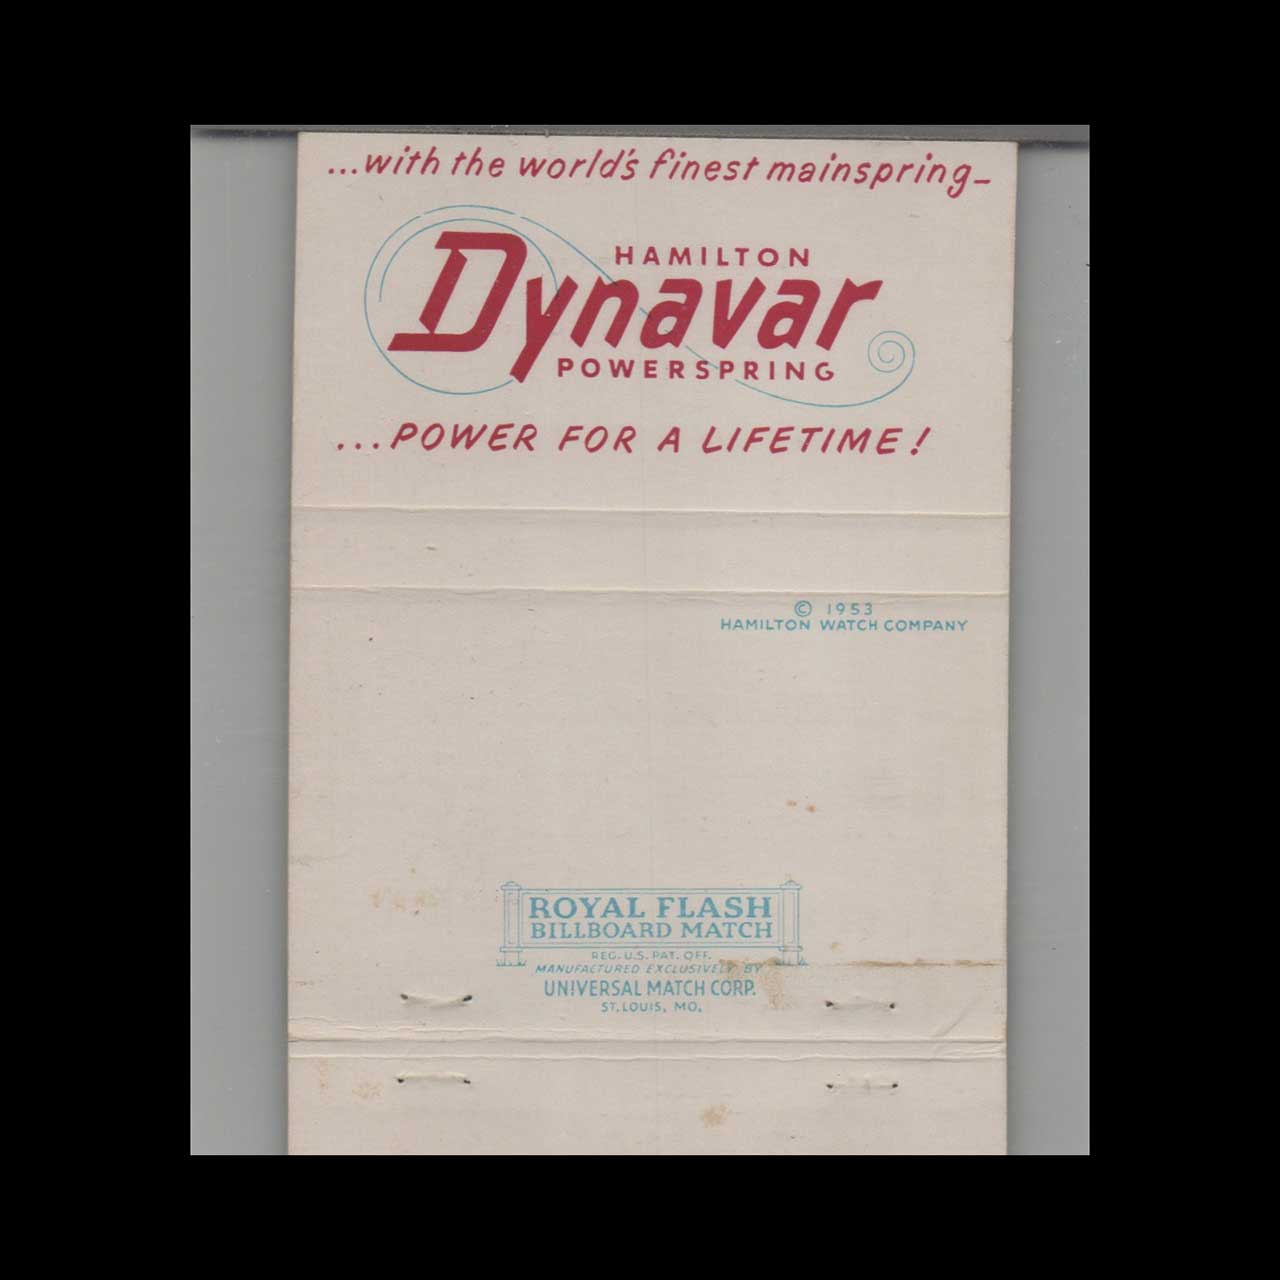 ...with the world's finest mainspring—
HAMILTON
Dynavar
POWERSPRING
...POWER FOR A LIFETIME!
© 1953
HAMILTON WATCH COMPANY
ROYAL FLASH
BILLBOARD MATCH
REG. U.S. PAT. OFF.
MANUFACTURED EXCLUSIVELY BY
UNIVERSAL MATCH CORP.
ST. LOUIS, MO.